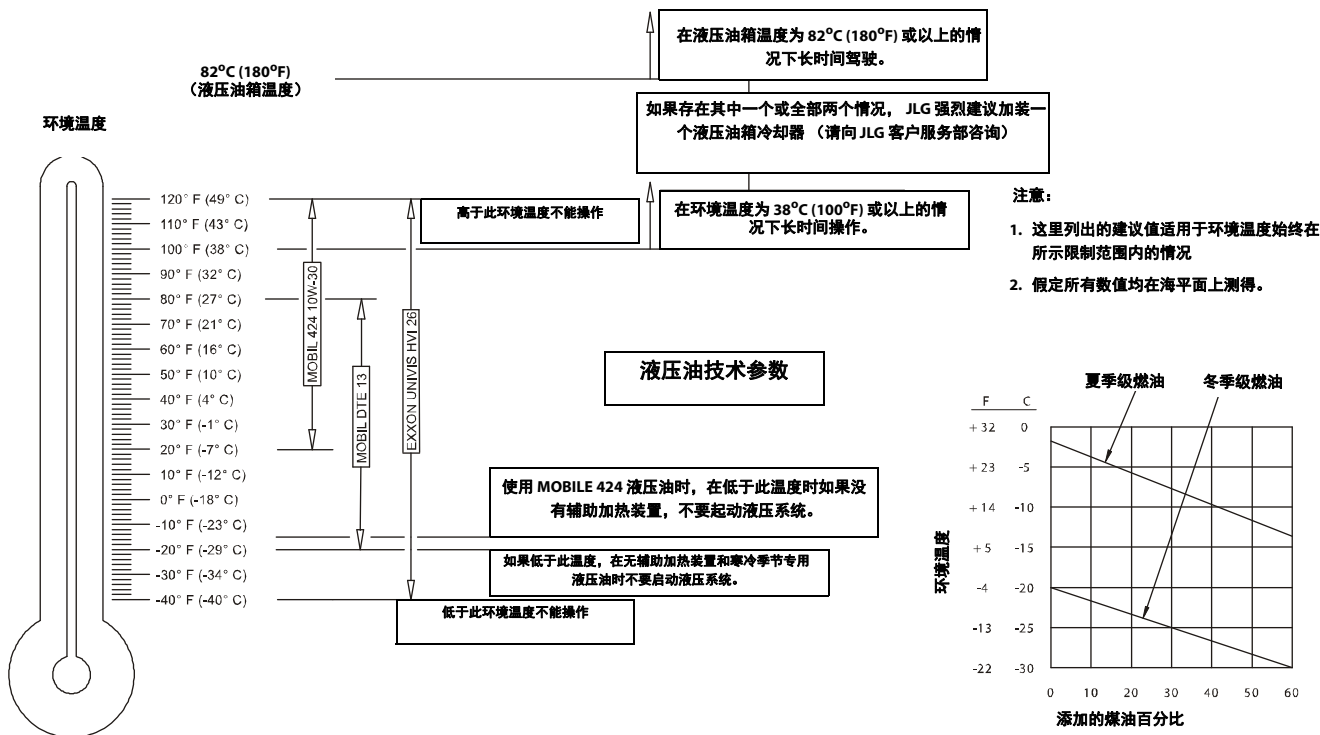 在液压油箱温度为 82°C (180°F) 或以上的情
况下长时间驾驶。
82°C (180°F)
（液压油箱温度）
如果存在其中一个或全部两个情况， JLG 强烈建议加装一
个液压油箱冷却器 （请向 JLG 客户服务部咨询）
环境温度
120° F (49° C)
110° F (43° C)
100° F (38° C)
90° F (32° C)
80° F (27° C)
70° F (21° C)
60° F (16° C)
50° F (10° C)
40° F (4° C)
30° F (-1° C)
20° F (-7° C)
10° F (-12° C)
0° F (-18° C)
-10° F (-23° C)
-20° F (-29° C)
-30° F (-34° C)
-40° F (-40° C)
MOBIL 424 10W-30
MOBIL DTE 13
EXXON UNIVIS HVI 26
高于此环境温度不能操作
在环境温度为 38°C (100°F) 或以上的情
况下长时间操作。
注意：
1. 这里列出的建议值适用于环境温度始终在
所示限制范围内的情况
2. 假定所有数值均在海平面上测得。
液压油技术参数
使用 MOBILE 424 液压油时，在低于此温度时如果没
有辅助加热装置，不要起动液压系统。
如果低于此温度，在无辅助加热装置和寒冷季节专用
液压油时不要启动液压系统。
低于此环境温度不能操作
夏季级燃油 冬季级燃油
F C
+ 32 0
+ 23 -5
+ 14 -10
+ 5 -15
-4 -20
-13 -25
-22 -30
环境温度
0 10 20 30 40 50 60
添加的煤油百分比